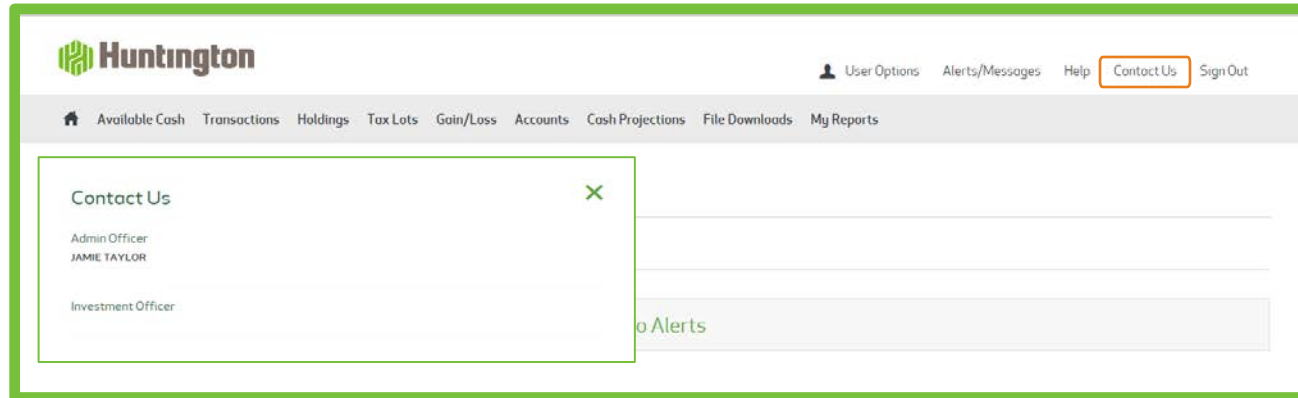 Huntington
User Options Alerts/Messages Help Contact Us Sign Out
Available Cash Transactions Holdings Tax Lots Gain/Loss Accounts Cash Projections File Downloads My Reports
Contact Us
Admin Officer
JAMIE TAYLOR
Investment Officer
o Alerts